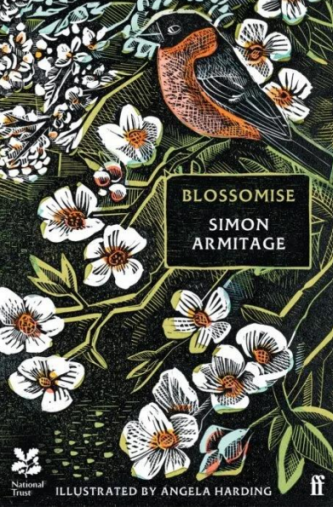 BLOSSOMISE
SIMON
ARMITAGE
National
Trust
ILLUSTRATED BY ANGELA HARDING
ff